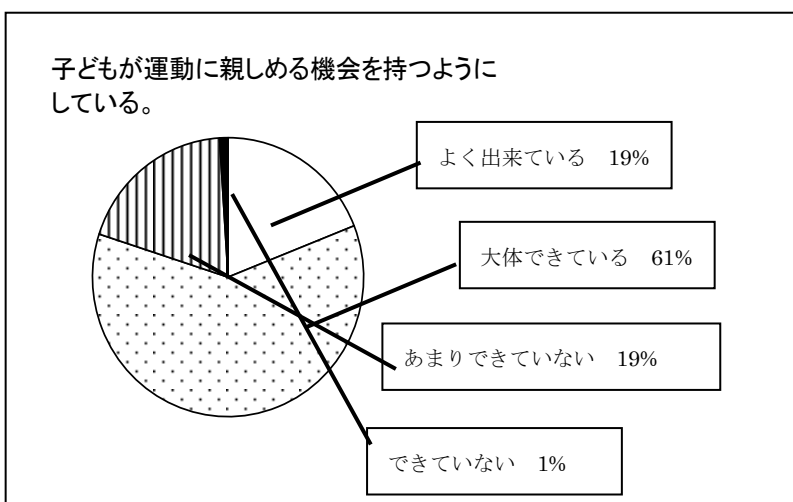 子どもが運動に親しめる機会を持つように
している。
よく出来ている　19%
大体できている　61%
あまりできていない　19%
できていない　1%